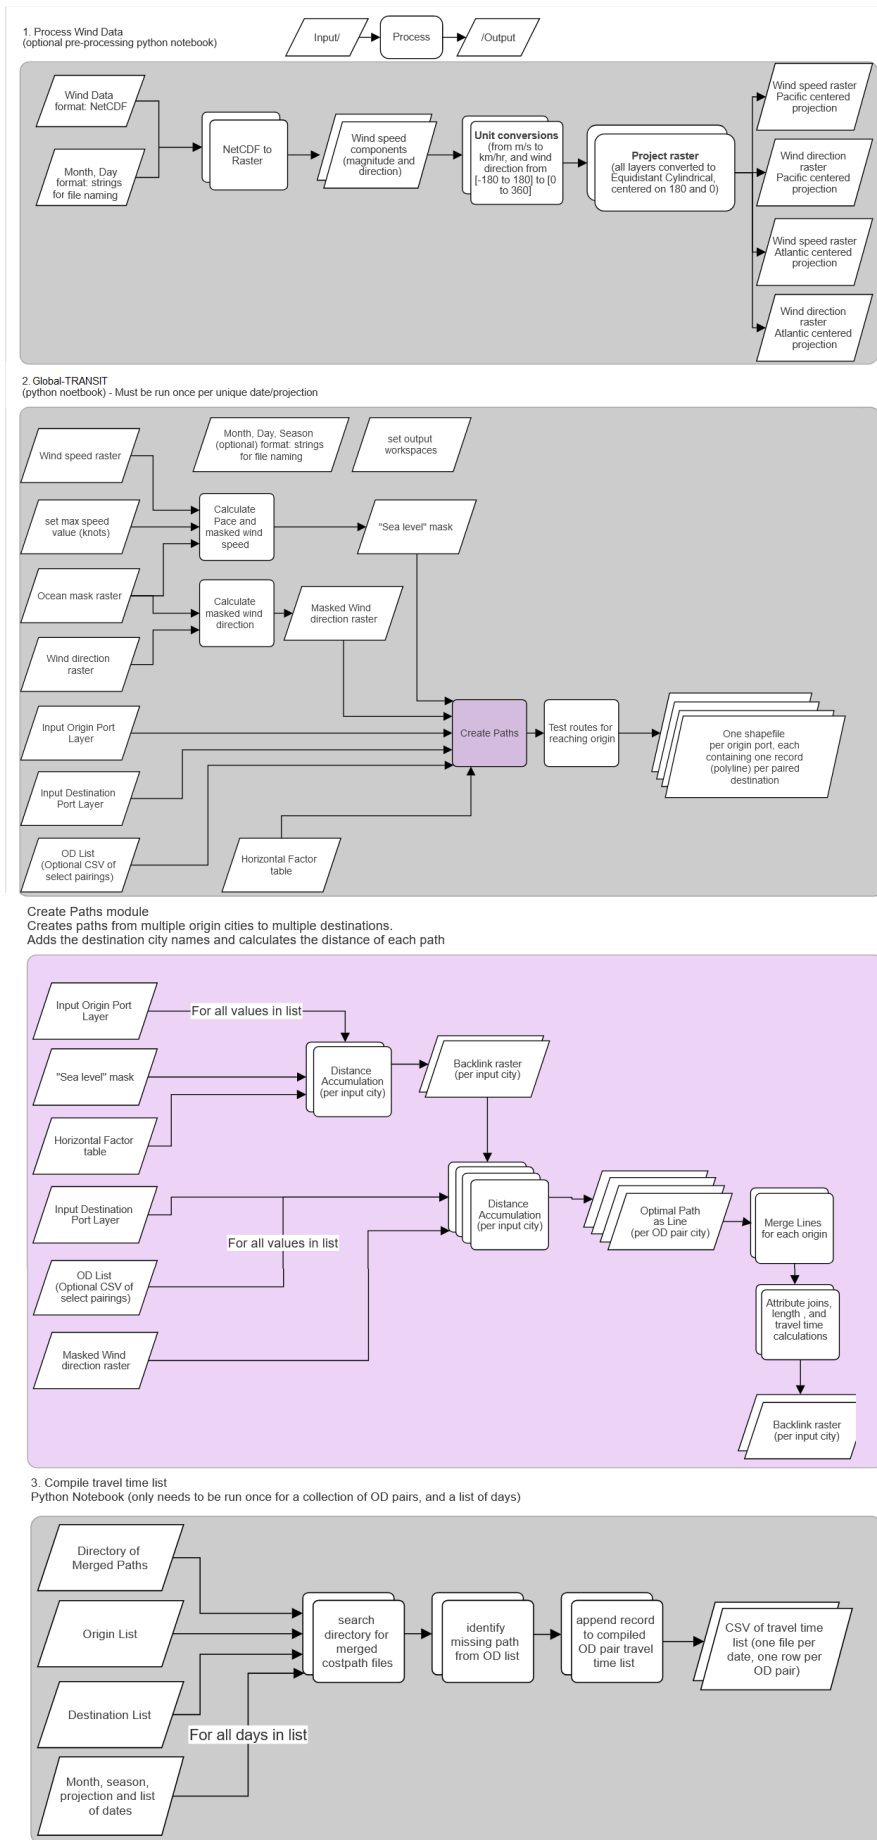 1. Process Wind Data
(optional pre-processing python notebook)
Input/
Process
/Output
Wind Data
format: NetCDF
Month, Day
format: strings
for file naming
NetCDF to
Raster
Wind speed
components
(magnitude and
direction)
Unit conversions
(from m/s to
km/hr, and wind
direction from
[-180 to 180] to [0
to 360]
Project raster
(all layers converted to
Equidistant Cylindrical,
centered on 180 and 0)
Wind speed raster
Pacific centered
projection
Wind direction
raster
Pacific centered
projection
Wind speed raster
Atlantic centered
projection
Wind direction
raster
Atlantic centered
projection
2. Global-TRANSIT
(python noetbook) - Must be run once per unique date/projection
Wind speed raster
Month, Day, Season
(optional) format: strings
for file naming
set output
workspaces
set max speed
value (knots)
Calculate
Pace and
masked wind
speed
"Sea level" mask
Ocean mask raster
Calculate
masked wind
direction
Masked Wind
direction raster
Wind direction
raster
Input Origin Port
Layer
Create Paths
Test routes for
reaching origin
One shapefile
per origin port, each
containing one record
(polyline) per paired
destination
Input Destination
Port Layer
OD List
(Optional CSV of
select pairings)
Horizontal Factor
table
Create Paths module
Creates paths from multiple origin cities to multiple destinations.
Adds the destination city names and calculates the distance of each path
Input Origin Port
Layer
For all values in list
"Sea level" mask
Distance
Accumulation
(per input city)
Backlink raster
(per input city)
Horizontal Factor
table
Input Destination
Port Layer
For all values in list
Distance
Accumulation
(per input city)
Optimal Path
as Line
(per OD pair city)
Merge Lines
for each origin
OD List
(Optional CSV of
select pairings)
Attribute joins,
length , and
travel time
calculations
Masked Wind
direction raster
Backlink raster
(per input city)
3. Compile travel time list
Python Notebook (only needs to be run once for a collection of OD pairs, and a list of days)
Directory of
Merged Paths
Origin List
search
directory for
merged
costpath files
identify
missing path
from OD list
append record
to compiled
OD pair travel
time list
CSV of travel time
list (one file per
date, one row per
OD pair)
Destination List
For all days in list
Month, season,
projection and list
of dates